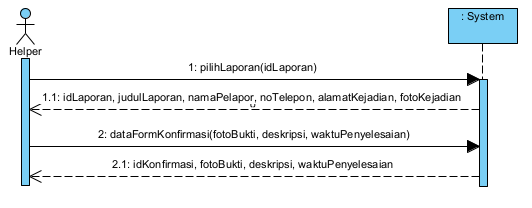 : System
Helper
1: pilihLaporan(idLaporan)
1.1: idLaporan, judulLaporan, namaPelapor, noTelepon, alamatKejadian, fotoKejadian
2: dataFormKonfirmasi(fotoBukti, deskripsi, waktuPenyelesaian)
2.1: idKonfirmasi, fotoBukti, deskripsi, waktuPenyelesaian